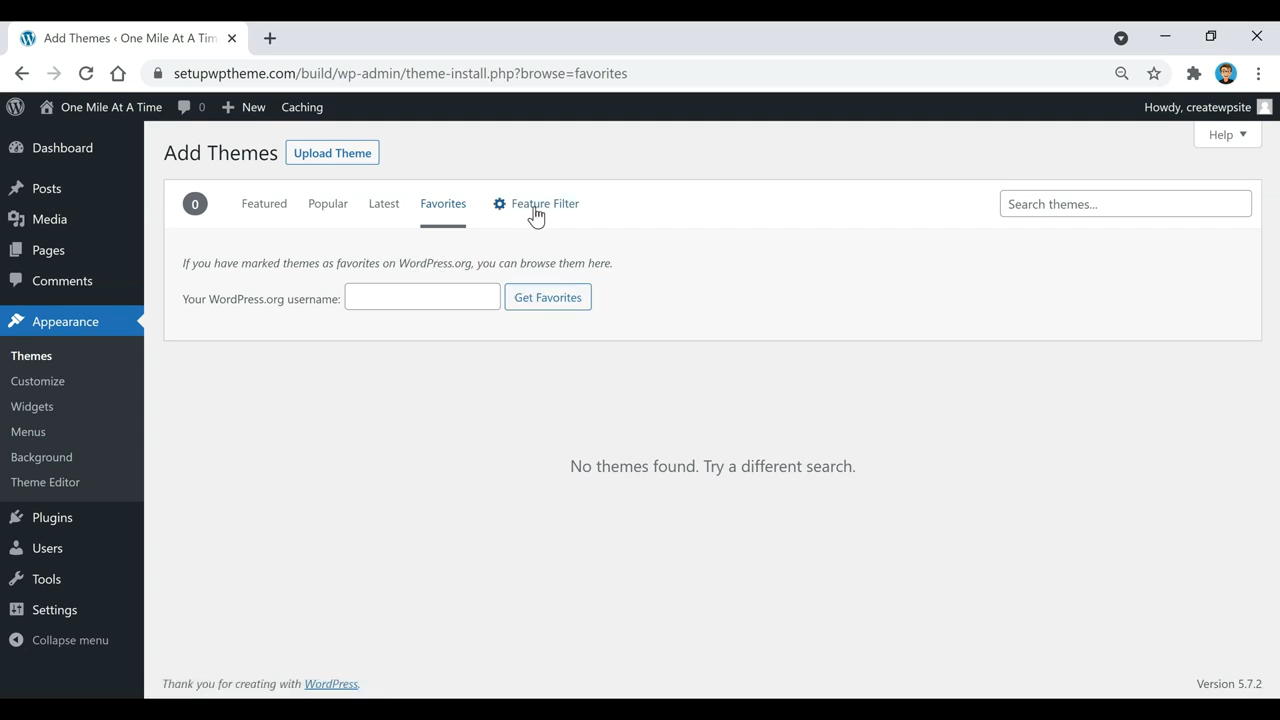 Add Themes ‹ One Mile At A Tim
setupwptheme.com/build/wp-admin/theme-install.php?browse=favorites
One Mile At A Time 0 New Caching Howdy, createwpsite
Help
Dashboard
Posts
Media
Pages
Comments
Appearance
Themes
Customize
Widgets
Menus
Background
Theme Editor
Plugins
Users
Tools
Settings
Collapse menu
Add Themes Upload Theme
0 Featured Popular Latest Favorites Feature Filter Search themes...
If you have marked themes as favorites on WordPress.org, you can browse them here.
Your WordPress.org username: Get Favorites
No themes found. Try a different search.
Thank you for creating with WordPress. Version 5.7.2